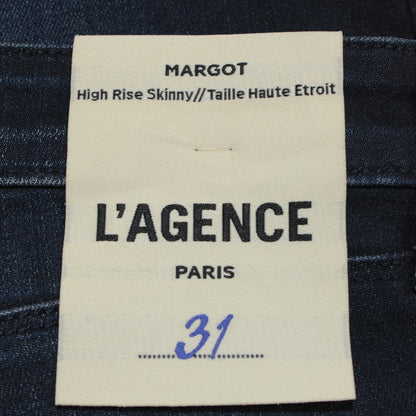 MARGOT
High Rise Skinny//Taille Haute Etroit
L'AGENCE
PARIS
31